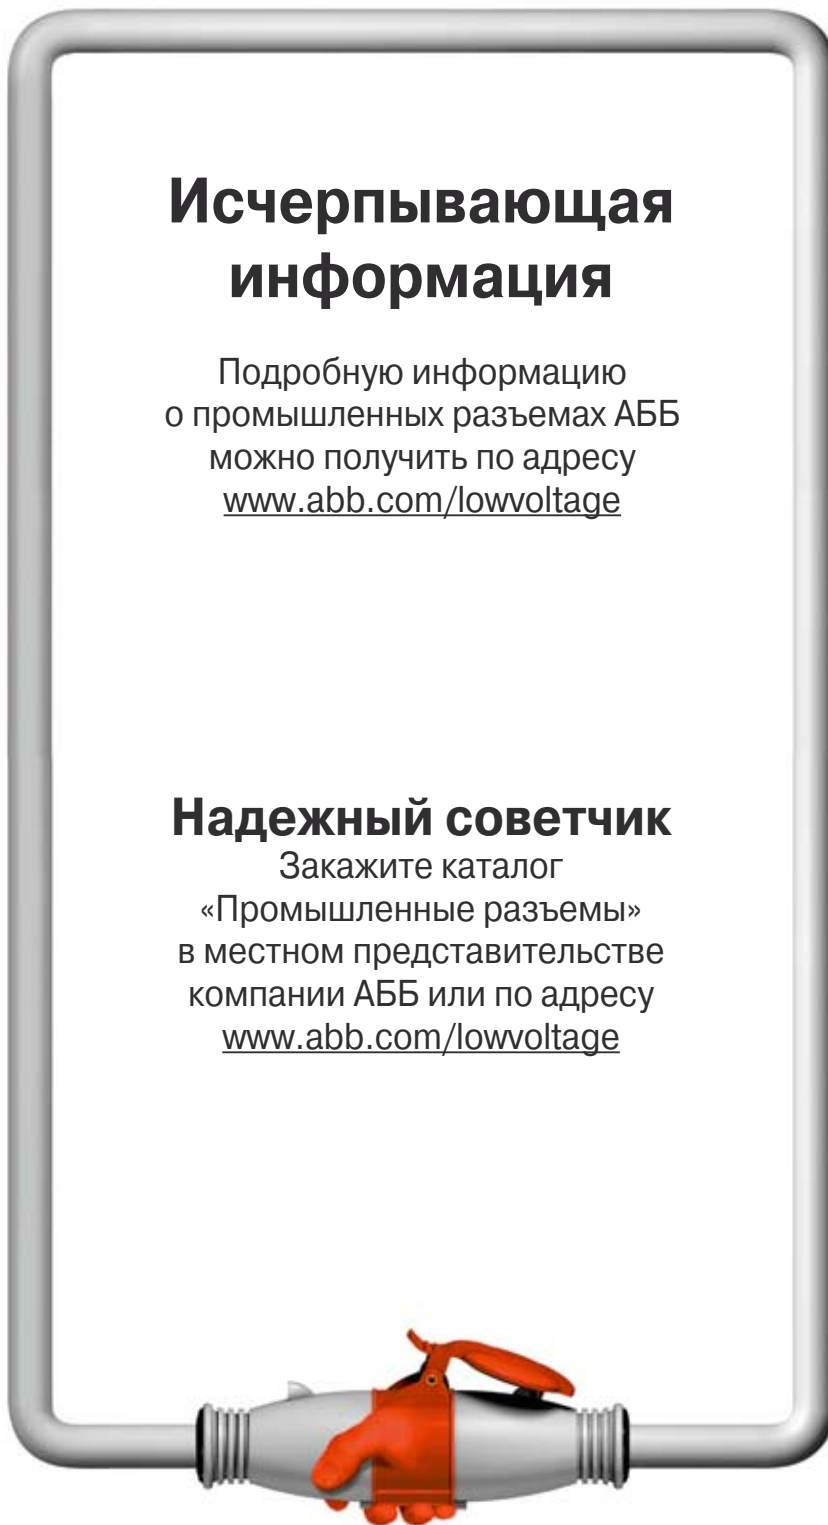 Исчерпывающая
информация
Подробную информацию
о промышленных разъемах АББ
можно получить по адресу
www.abb.com/lowvoltage
Надежный советчик
Закажите каталог
«Промышленные разъемы»
в местном представительстве
компании АББ или по адресу
www.abb.com/lowvoltage